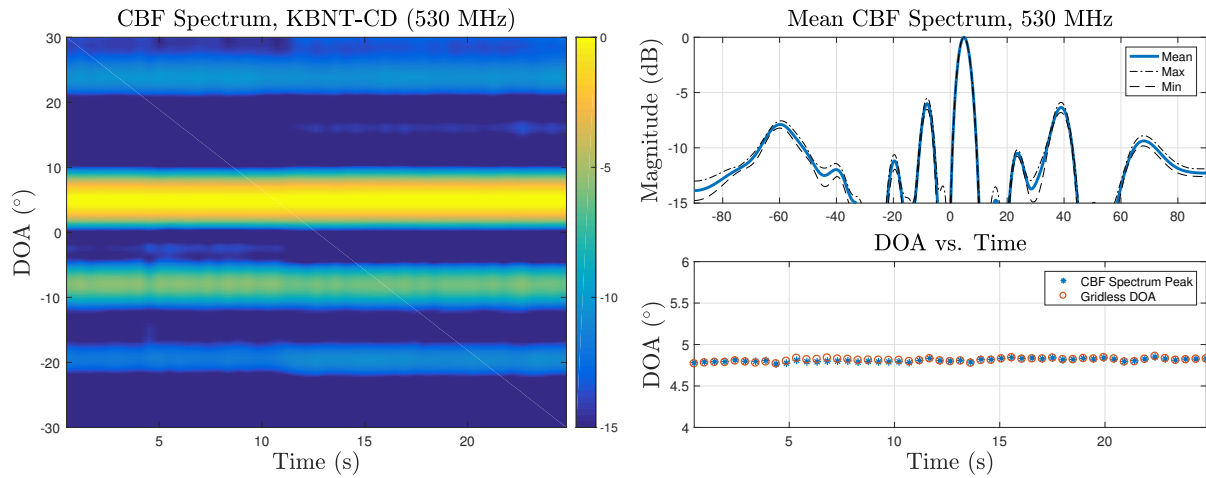 CBF Spectrum, KBNT-CD (530 MHz)
DOA (°)
30
20
10
0
-10
-20
-30
5
10
15
20
Time (s)
0
-5
-10
-15
Mean CBF Spectrum, 530 MHz
Magnitude (dB)
0
-5
-10
-15
Mean
Max
Min
-80
-60
-40
-20
0
20
40
60
80
DOA vs. Time
DOA (°)
6
5.5
5
4.5
4
CBF Spectrum Peak
Gridless DOA
5
10
15
20
Time (s)